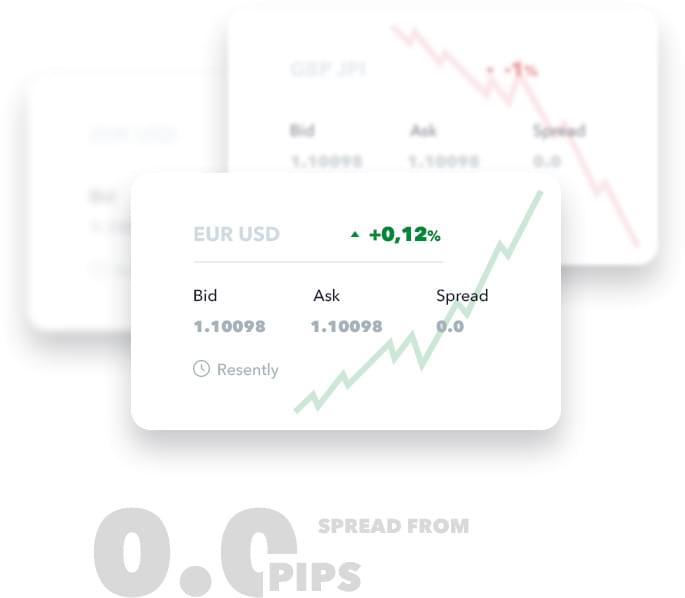 GBP JPI
-1%
EUR USD
Bid Ask Spread
1.10098 1.10098 0.0
Bid
EUR USD
+0,12%
Bid Ask Spread
1.10098 1.10098 0.0
Resently
0.0 SPREAD FROM
PIPS